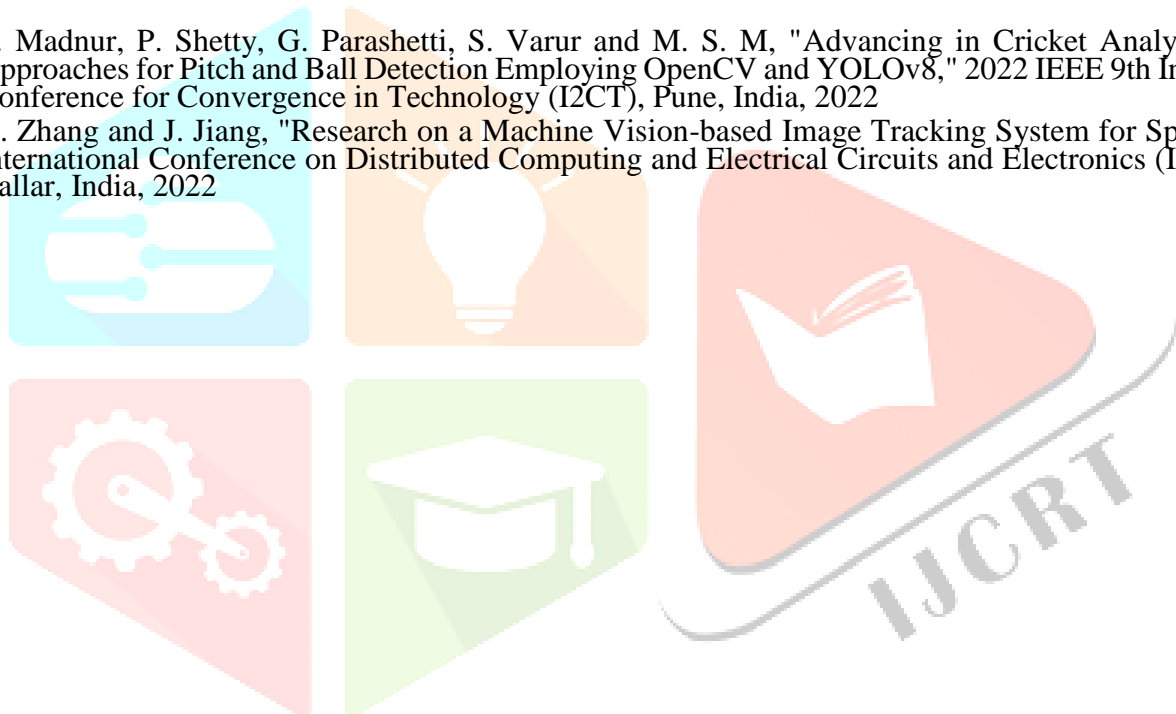 . Madnur, P. Shetty, G. Parashetti, S. Varur and M. S. M, "Advancing in Cricket Analy
pproaches for Pitch and Ball Detection Employing OpenCV and YOLOv8," 2022 IEEE 9th In
onference for Convergence in Technology (I2CT), Pune, India, 2022
. Zhang and J. Jiang, "Research on a Machine Vision-based Image Tracking System for Sp
nternational Conference on Distributed Computing and Electrical Circuits and Electronics (I
allar, India, 2022
IJCRT